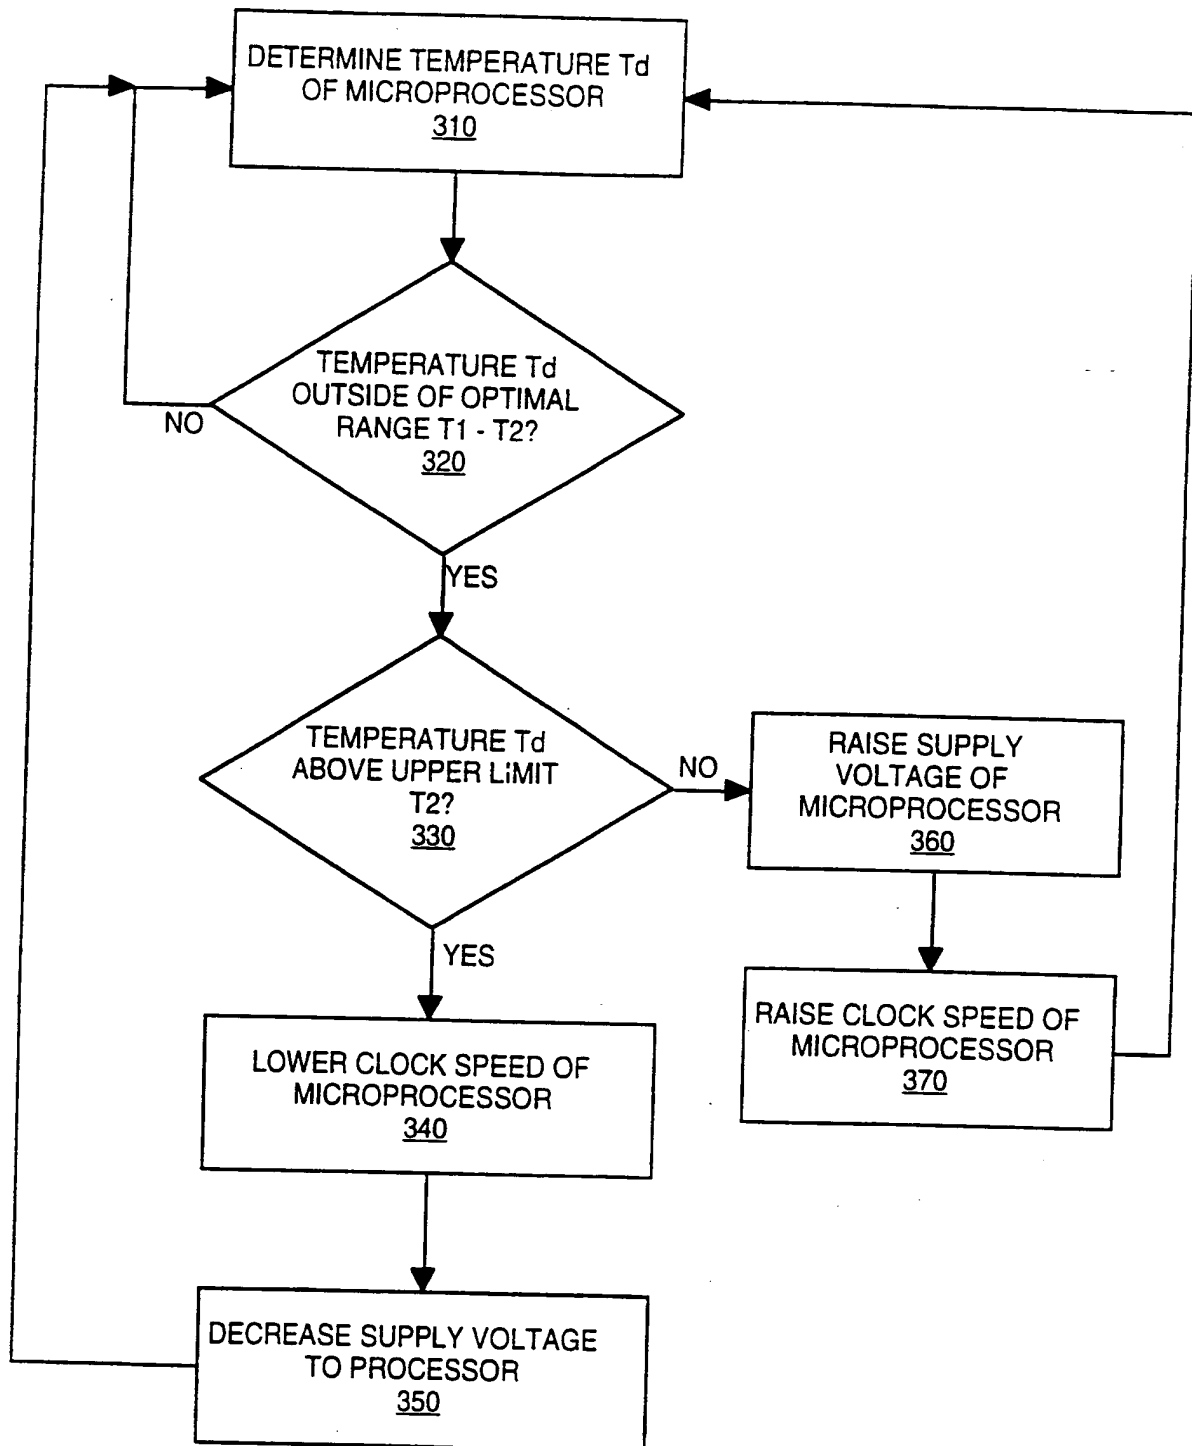 DETERMINE TEMPERATURE Td
OF MICROPROCESSOR
310
TEMPERATURE Td
OUTSIDE OF OPTIMAL
RANGE T1 - T2?
320
NO
YES
TEMPERATURE Td
ABOVE UPPER LIMIT
T2?
330
NO
RAISE SUPPLY
VOLTAGE OF
MICROPROCESSOR
360
YES
RAISE CLOCK SPEED OF
MICROPROCESSOR
370
LOWER CLOCK SPEED OF
MICROPROCESSOR
340
DECREASE SUPPLY VOLTAGE
TO PROCESSOR
350